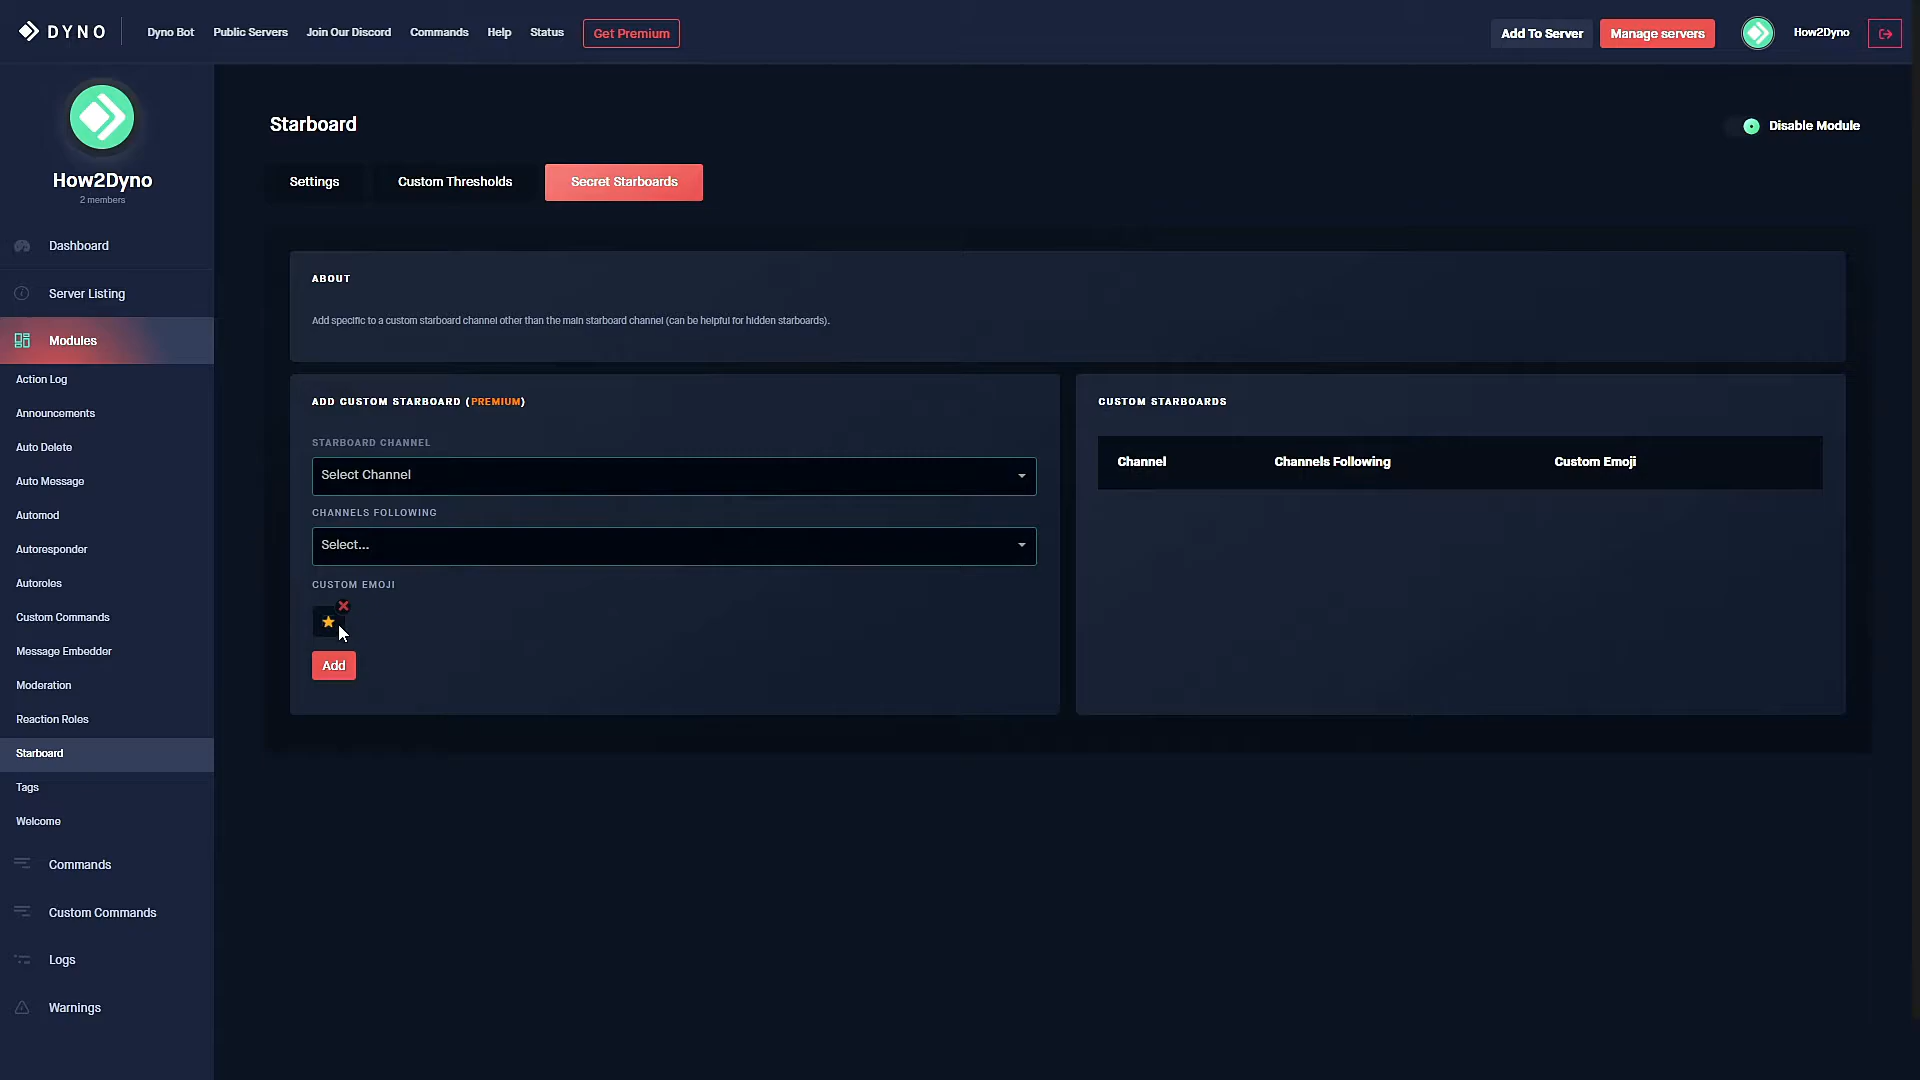 DYNO
Dyno Bot
Public Servers
Join Our Discord
Commands
Help
Status
Get Premium
Add To Server
Manage servers
How2Dyno
How2Dyno
2 members
Dashboard
Server Listing
Modules
Action Log
Announcements
Auto Delete
Auto Message
Automod
Autoresponder
Autoroles
Custom Commands
Message Embedder
Moderation
Reaction Roles
Starboard
Tags
Welcome
Commands
Custom Commands
Logs
Warnings
Starboard
Disable Module
Settings
Custom Thresholds
Secret Starboards
ABOUT
Add specific to a custom starboard channel other than the main starboard channel (can be helpful for hidden starboards).
ADD CUSTOM STARBOARD (PREMIUM)
STARBOARD CHANNEL
Select Channel
CHANNELS FOLLOWING
Select...
CUSTOM EMOJI
Add
CUSTOM STARBOARDS
Channel
Channels Following
Custom Emoji